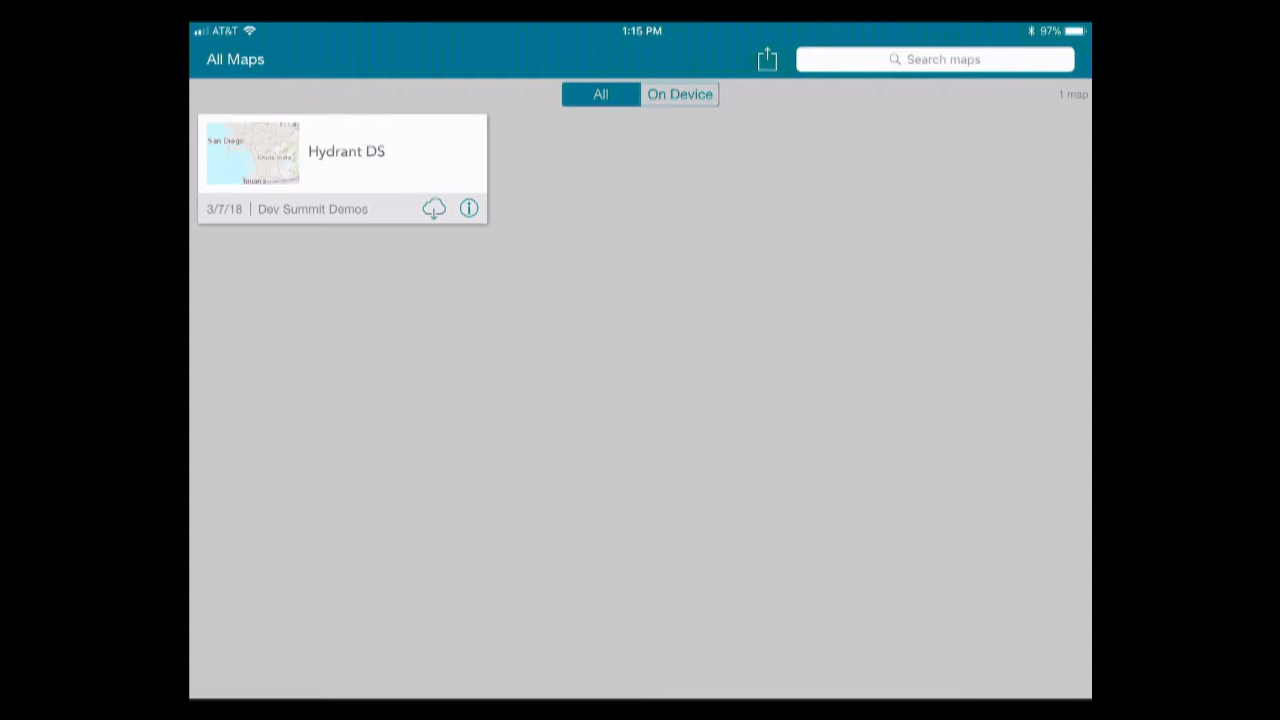 AT&T
1:15 PM
97%
All Maps
Search maps
All
On Device
1 map
San Diego
Chula Vista
Tijuana
Hydrant DS
3/7/18 | Dev Summit Demos